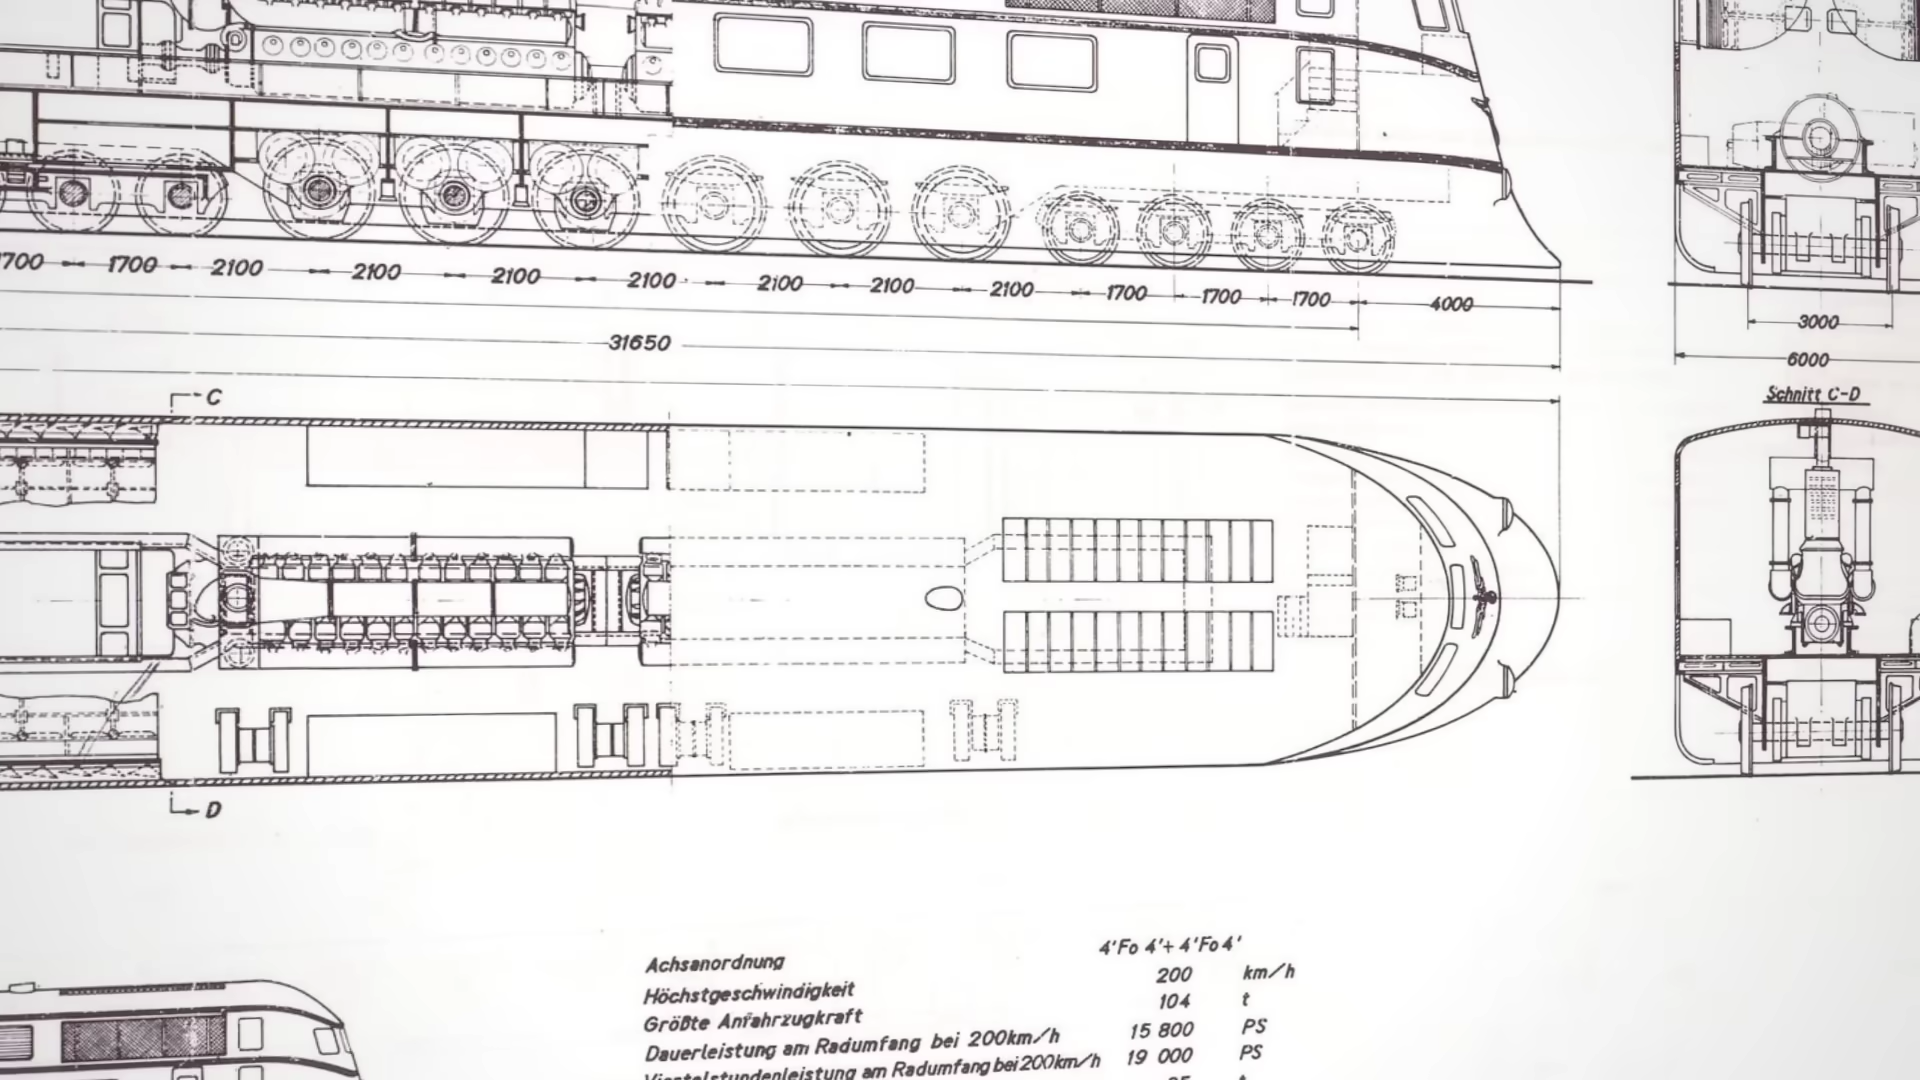 1700 1700 2100 2100 2100 2100 2100 2100 2100 1700 1700 1700 4000
31650
3000
6000
C
Schnitt C-D
D
Achsanordnung 4'Fo 4'+ 4'Fo 4'
Höchstgeschwindigkeit 200 km/h
Größte Anfahrzugkraft 104 t
Dauerleistung am Radumfang bei 200km/h 15 800 PS
Viertelstundenleistung am Radumfang bei 200km/h 19 000 PS